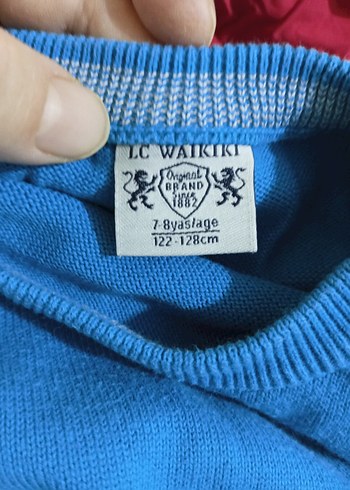 LC WAIKIKI
Original
BRAND
Since
1882
7-8yaş/age
122-128cm